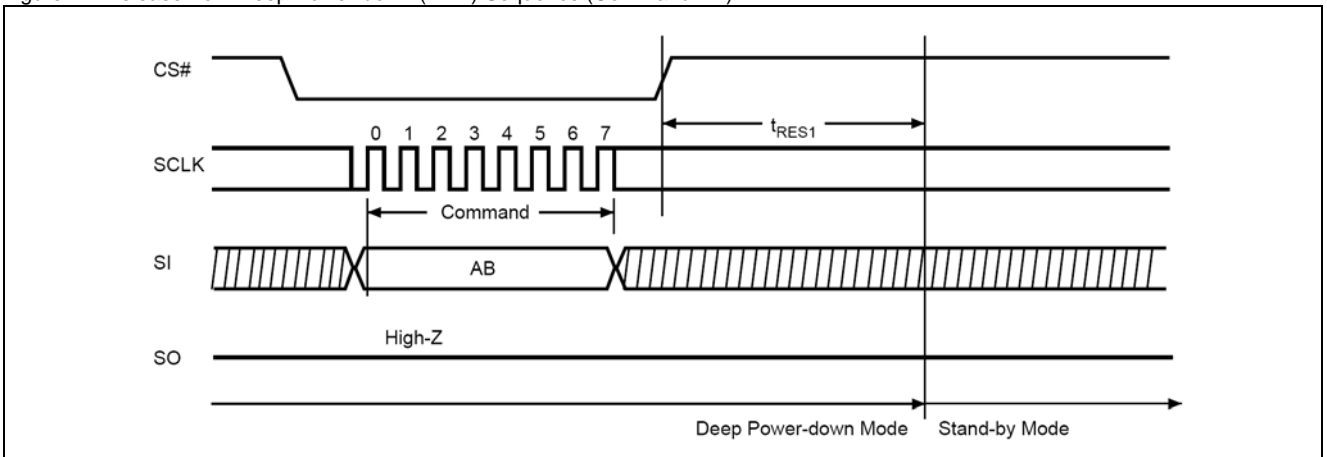 CS#
tRES1
0 1 2 3 4 5 6 7
SCLK
Command
SI
AB
High-Z
SO
Deep Power-down Mode Stand-by Mode